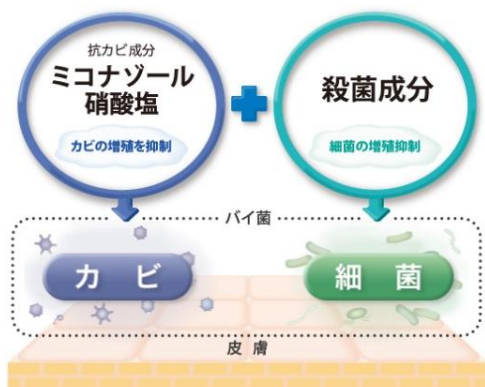 抗カビ成分
ミコナゾール
硝酸塩
カビの増殖を抑制
殺菌成分
細菌の増殖抑制
バイ菌
カビ
細菌
皮膚